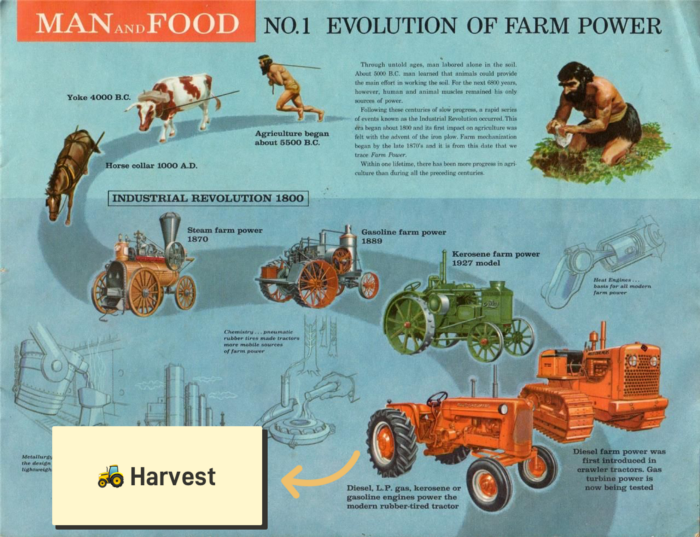 MAN AND FOOD NO.1 EVOLUTION OF FARM POWER
Through untold ages, man labored alone in the soil.
About 5000 B.C. man learned that animals could provide
the main effort in working the soil. For the next 6000 years,
however, human and animal muscles remained his only
sources of power.
Following these centuries of slow progress, a rapid series
of events known as the Industrial Revolution occurred. This
era began about 1800 and its first impact on agriculture was
felt with the advent of the iron plow. Farm mechanization
began by the late 1870's and it is from this date that we
trace Farm Power.
Within one lifetime, there has been more progress in agri-
culture than during all the preceding centuries.
Yoke 4000 B.C.
Agriculture began
about 5500 B.C.
Horse collar 1000 A.D.
INDUSTRIAL REVOLUTION 1800
Steam farm power
1870
Gasoline farm power
1889
Kerosene farm power
1927 model
Heat Engines...
basis for all modern
farm power
Chemistry...pneumatic
rubber tires made tractors
more mobile sources
of farm power
Metallurgy
the design
Harvest
Diesel, L.P. gas, kerosene or
gasoline engines power the
modern rubber-tired tractor
Diesel farm power was
first introduced in
crawler tractors. Gas
turbine power is
now being tested